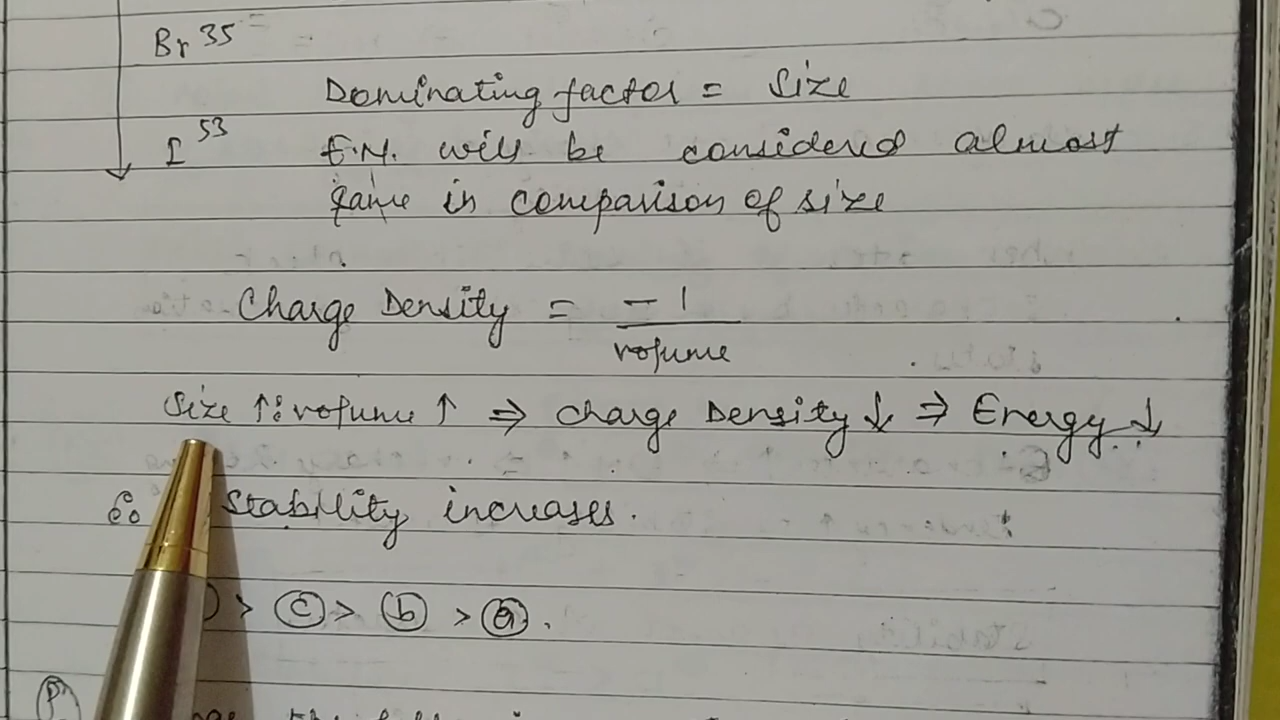 Br 35
Dominating factor = Size
I 53
E.N. will be considered almost
same in comparison of size
Charge Density = - 1 / volume
Size ↑ ∴ volume ↑ ⇒ Charge Density ↓ ⇒ Energy ↓
∴ Stability increases.
> (c) > (b) > (a).